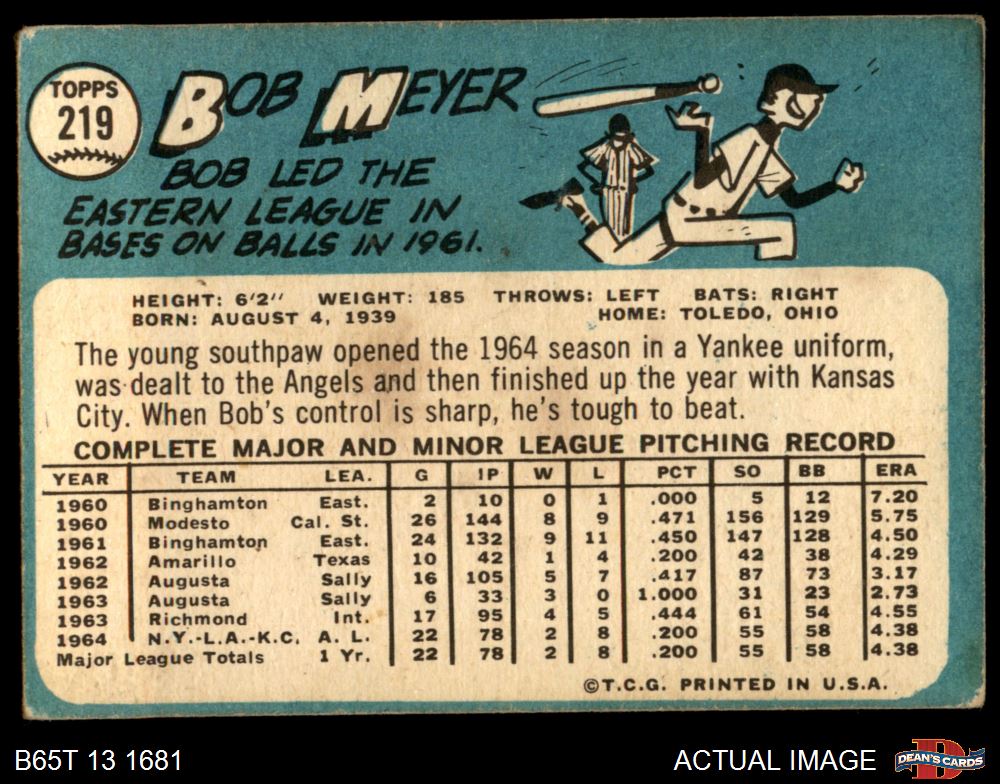 TOPPS
219
BOB MEYER
BOB LED THE
EASTERN LEAGUE IN
BASES ON BALLS IN 1961.
HEIGHT: 6'2" WEIGHT: 185 THROWS: LEFT BATS: RIGHT
BORN: AUGUST 4, 1939 HOME: TOLEDO, OHIO
The young southpaw opened the 1964 season in a Yankee uniform,
was dealt to the Angels and then finished up the year with Kansas
City. When Bob's control is sharp, he's tough to beat.
COMPLETE MAJOR AND MINOR LEAGUE PITCHING RECORD
YEAR TEAM LEA. G IP W L PCT SO BB ERA
1960 Binghamton East. 2 10 0 1 .000 5 12 7.20
1960 Modesto Cal. St. 26 144 8 9 .471 156 129 5.75
1961 Binghamton East. 24 132 9 11 .450 147 128 4.50
1962 Amarillo Texas 10 42 1 4 .200 42 38 4.29
1962 Augusta Sally 16 105 5 7 .417 87 73 3.17
1963 Augusta Sally 6 33 3 0 1.000 31 23 2.73
1963 Richmond Int. 17 95 4 5 .444 61 54 4.55
1964 N.Y.-L.A.-K.C. A. L. 22 78 2 8 .200 55 58 4.38
Major League Totals 1 Yr. 22 78 2 8 .200 55 58 4.38
©T.C.G. PRINTED IN U.S.A.
B65T 13 1681 ACTUAL IMAGE DEAN'S CARDS